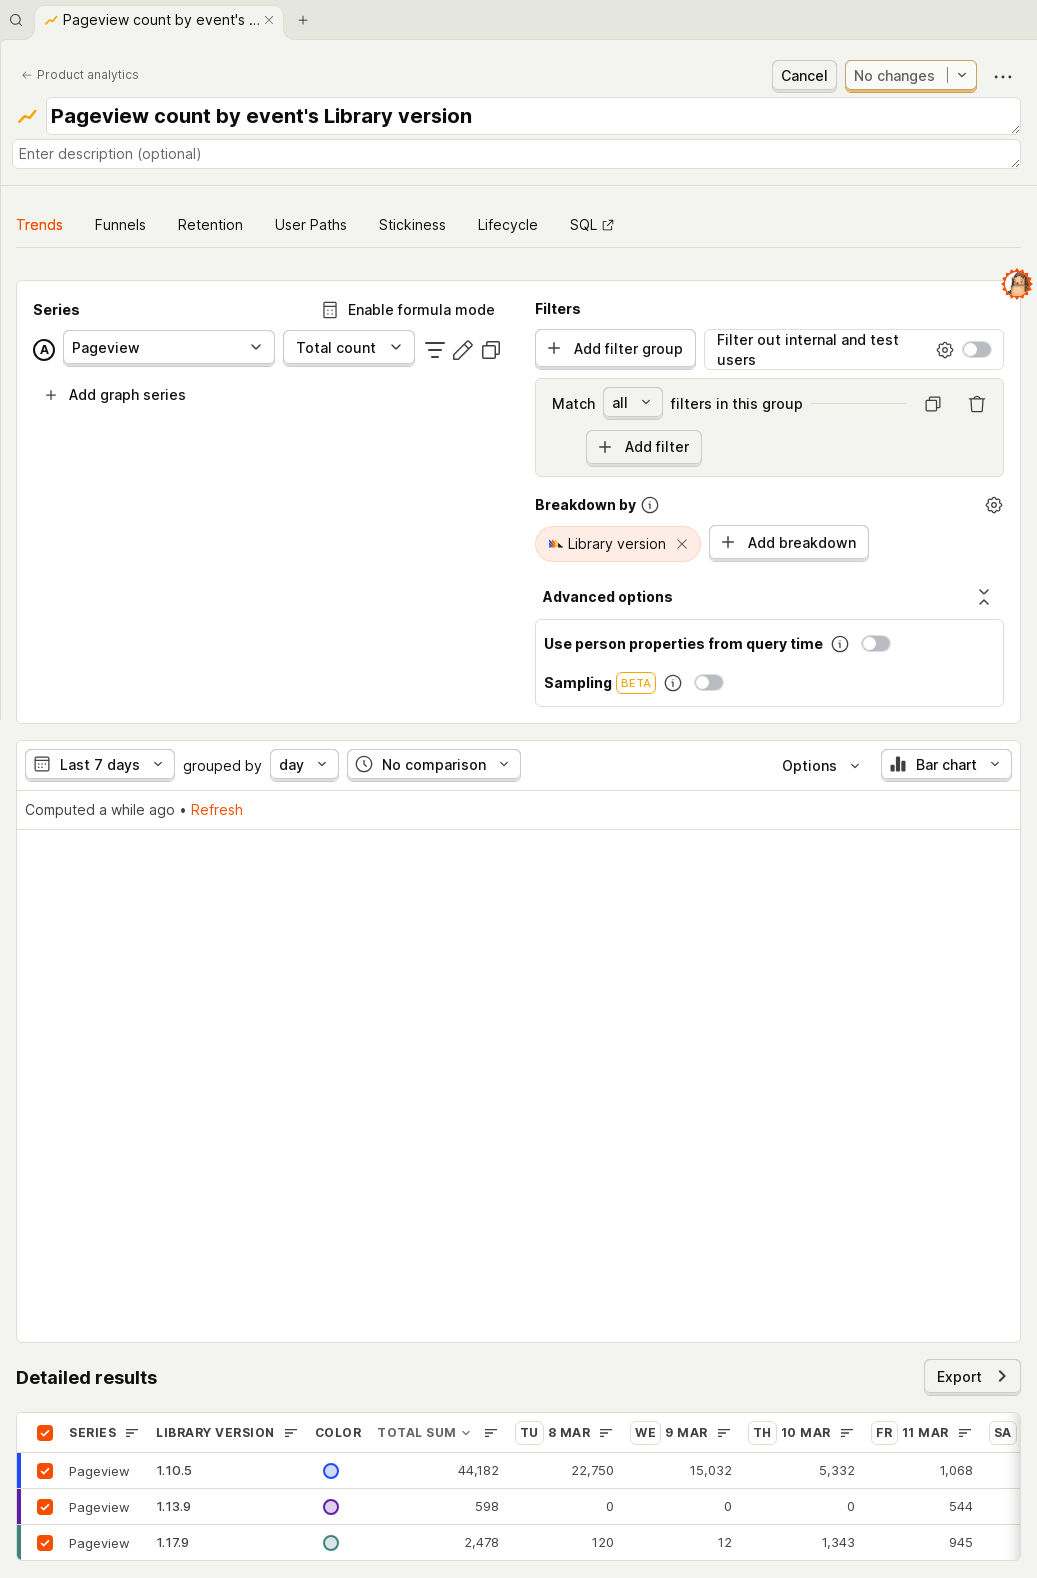 Pageview count by event's ...
Product analytics
Cancel
No changes
Pageview count by event's Library version
Enter description (optional)
Trends
Funnels
Retention
User Paths
Stickiness
Lifecycle
SQL
Series
Enable formula mode
A
Pageview
Total count
Add graph series
Filters
Add filter group
Filter out internal and test
users
Match all filters in this group
Add filter
Breakdown by
Library version
Add breakdown
Advanced options
Use person properties from query time
Sampling BETA
Last 7 days grouped by day No comparison
Options
Bar chart
Computed a while ago • Refresh
Detailed results
Export
SERIES LIBRARY VERSION COLOR TOTAL SUM TU 8 MAR WE 9 MAR TH 10 MAR FR 11 MAR SA
Pageview 1.10.5 44,182 22,750 15,032 5,332 1,068
Pageview 1.13.9 598 0 0 0 544
Pageview 1.17.9 2,478 120 12 1,343 945